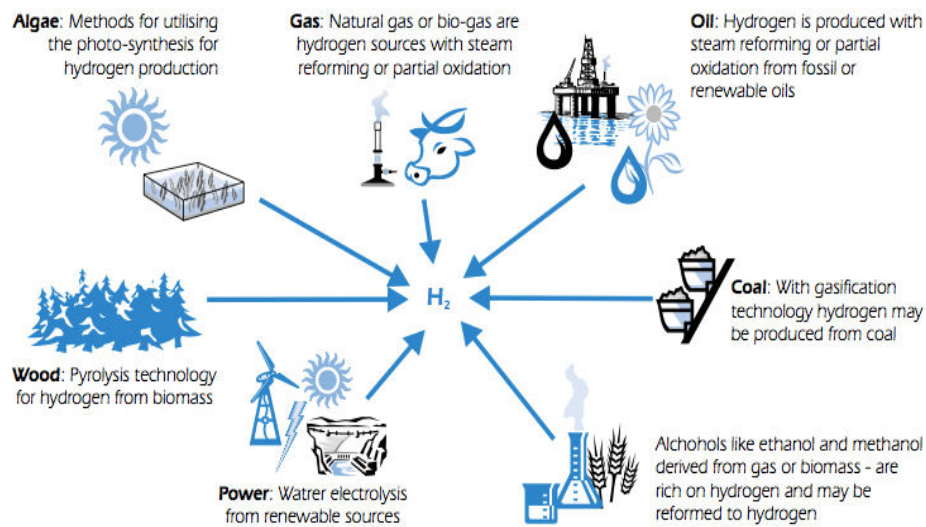 Algae: Methods for utilising
the photo-synthesis for
hydrogen production
Gas: Natural gas or bio-gas are
hydrogen sources with steam
reforming or partial oxidation
Oil: Hydrogen is produced with
steam reforming or partial
oxidation from fossil or
renewable oils
H2
Coal: With gasification
technology hydrogen may
be produced from coal
Wood: Pyrolysis technology
for hydrogen from biomass
Power: Watrer electrolysis
from renewable sources
Alchohols like ethanol and methanol
derived from gas or biomass - are
rich on hydrogen and may be
reformed to hydrogen